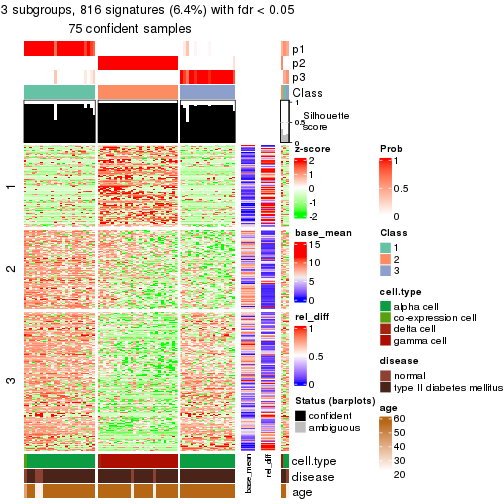 3 subgroups, 816 signatures (6.4%) with fdr < 0.05
75 confident samples
p1
p2
p3
Class
1
0.5
0
Silhouette
score
1
2
3
z-score
2
1
0
-1
-2
base_mean
15
10
5
0
rel_diff
1
0.5
0
Status (barplots)
confident
ambiguous
Prob
1
0.5
0
Class
1
2
3
cell.type
alpha cell
co-expression cell
delta cell
gamma cell
disease
normal
type II diabetes mellitus
age
60
50
40
30
20
cell.type
disease
age
base_mean
rel_diff